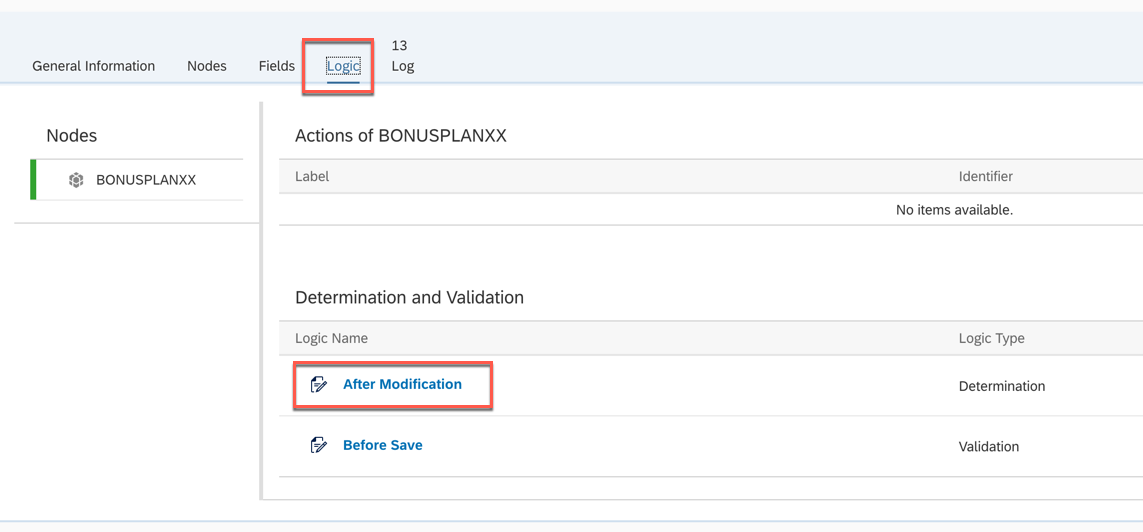 13
General Information Nodes Fields Logic Log
Nodes
BONUSPLANXX
Actions of BONUSPLANXX
Label Identifier
No items available.
Determination and Validation
Logic Name Logic Type
After Modification Determination
Before Save Validation